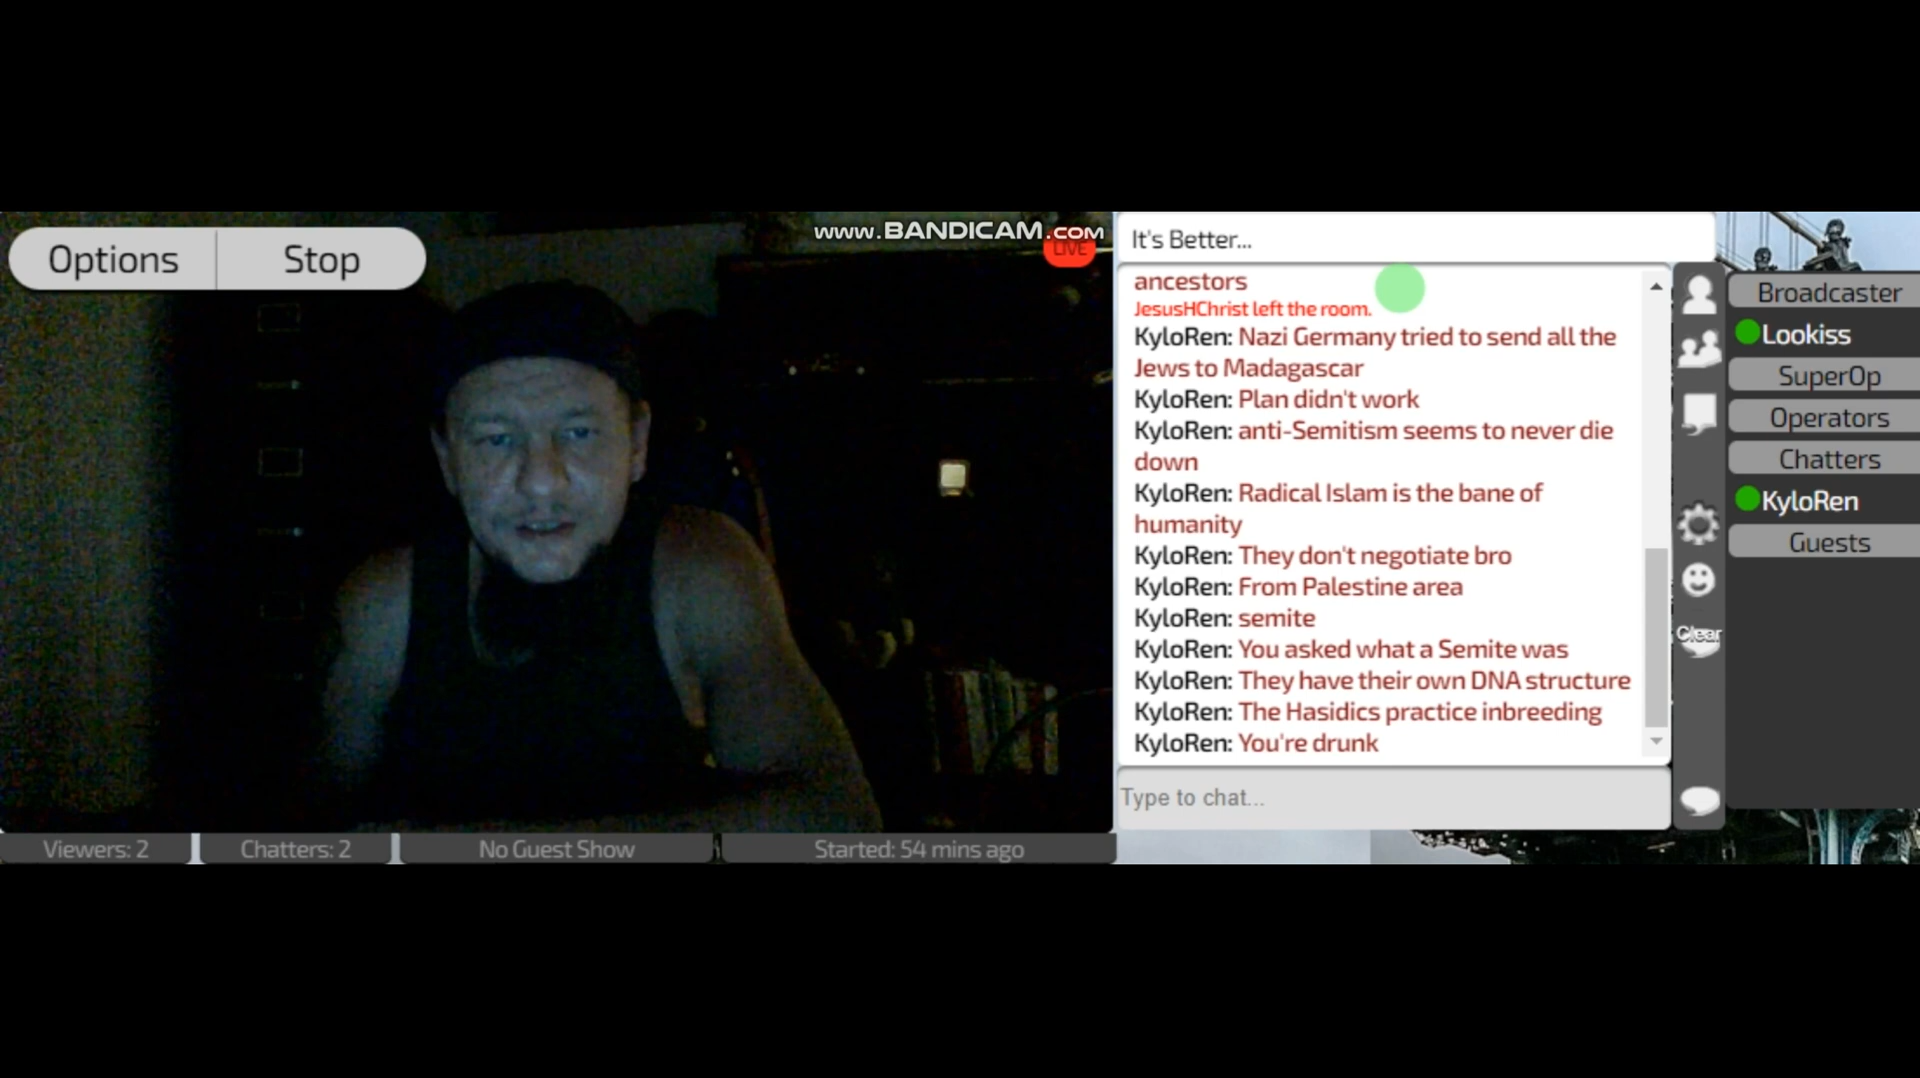 Options
Stop
www.BANDICAM.com
LIVE
It's Better...
ancestors
JesusHChrist left the room.
KyloRen: Nazi Germany tried to send all the
Jews to Madagascar
KyloRen: Plan didn't work
KyloRen: anti-Semitism seems to never die
down
KyloRen: Radical Islam is the bane of
humanity
KyloRen: They don't negotiate bro
KyloRen: From Palestine area
KyloRen: semite
KyloRen: You asked what a Semite was
KyloRen: They have their own DNA structure
KyloRen: The Hasidics practice inbreeding
KyloRen: You're drunk
Type to chat...
Clear
Broadcaster
Lookiss
SuperOp
Operators
Chatters
KyloRen
Guests
Viewers: 2
Chatters: 2
No Guest Show
Started: 54 mins ago